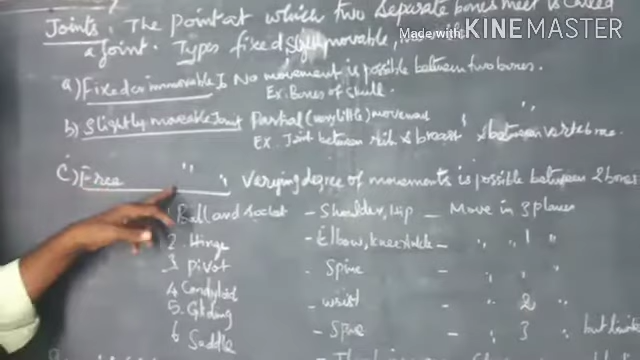 Joints: The point at which two separate bones meet is called
a joint. Types fixed slightly movable,
Made with KINEMASTER
a) Fixed or immovable J. No movement is possible between two bones.
Ex. Bones of skull.
b) Slightly moveable Joint Partial (very little) movement " "
Ex. Joint between rib & breast & between vertebrae.
C) Free " " Varying degree of movements is possible between 2 bones
1 Ball and socket - Shoulder, Hip - Move in 3 planes
2. Hinge - Elbow, knee, - " " 1 "
3 pivot - Spine - " " "
4 Condyloid - wrist - " " 2 "
5. Gliding
6 Saddle - Spine - " " 3 " but